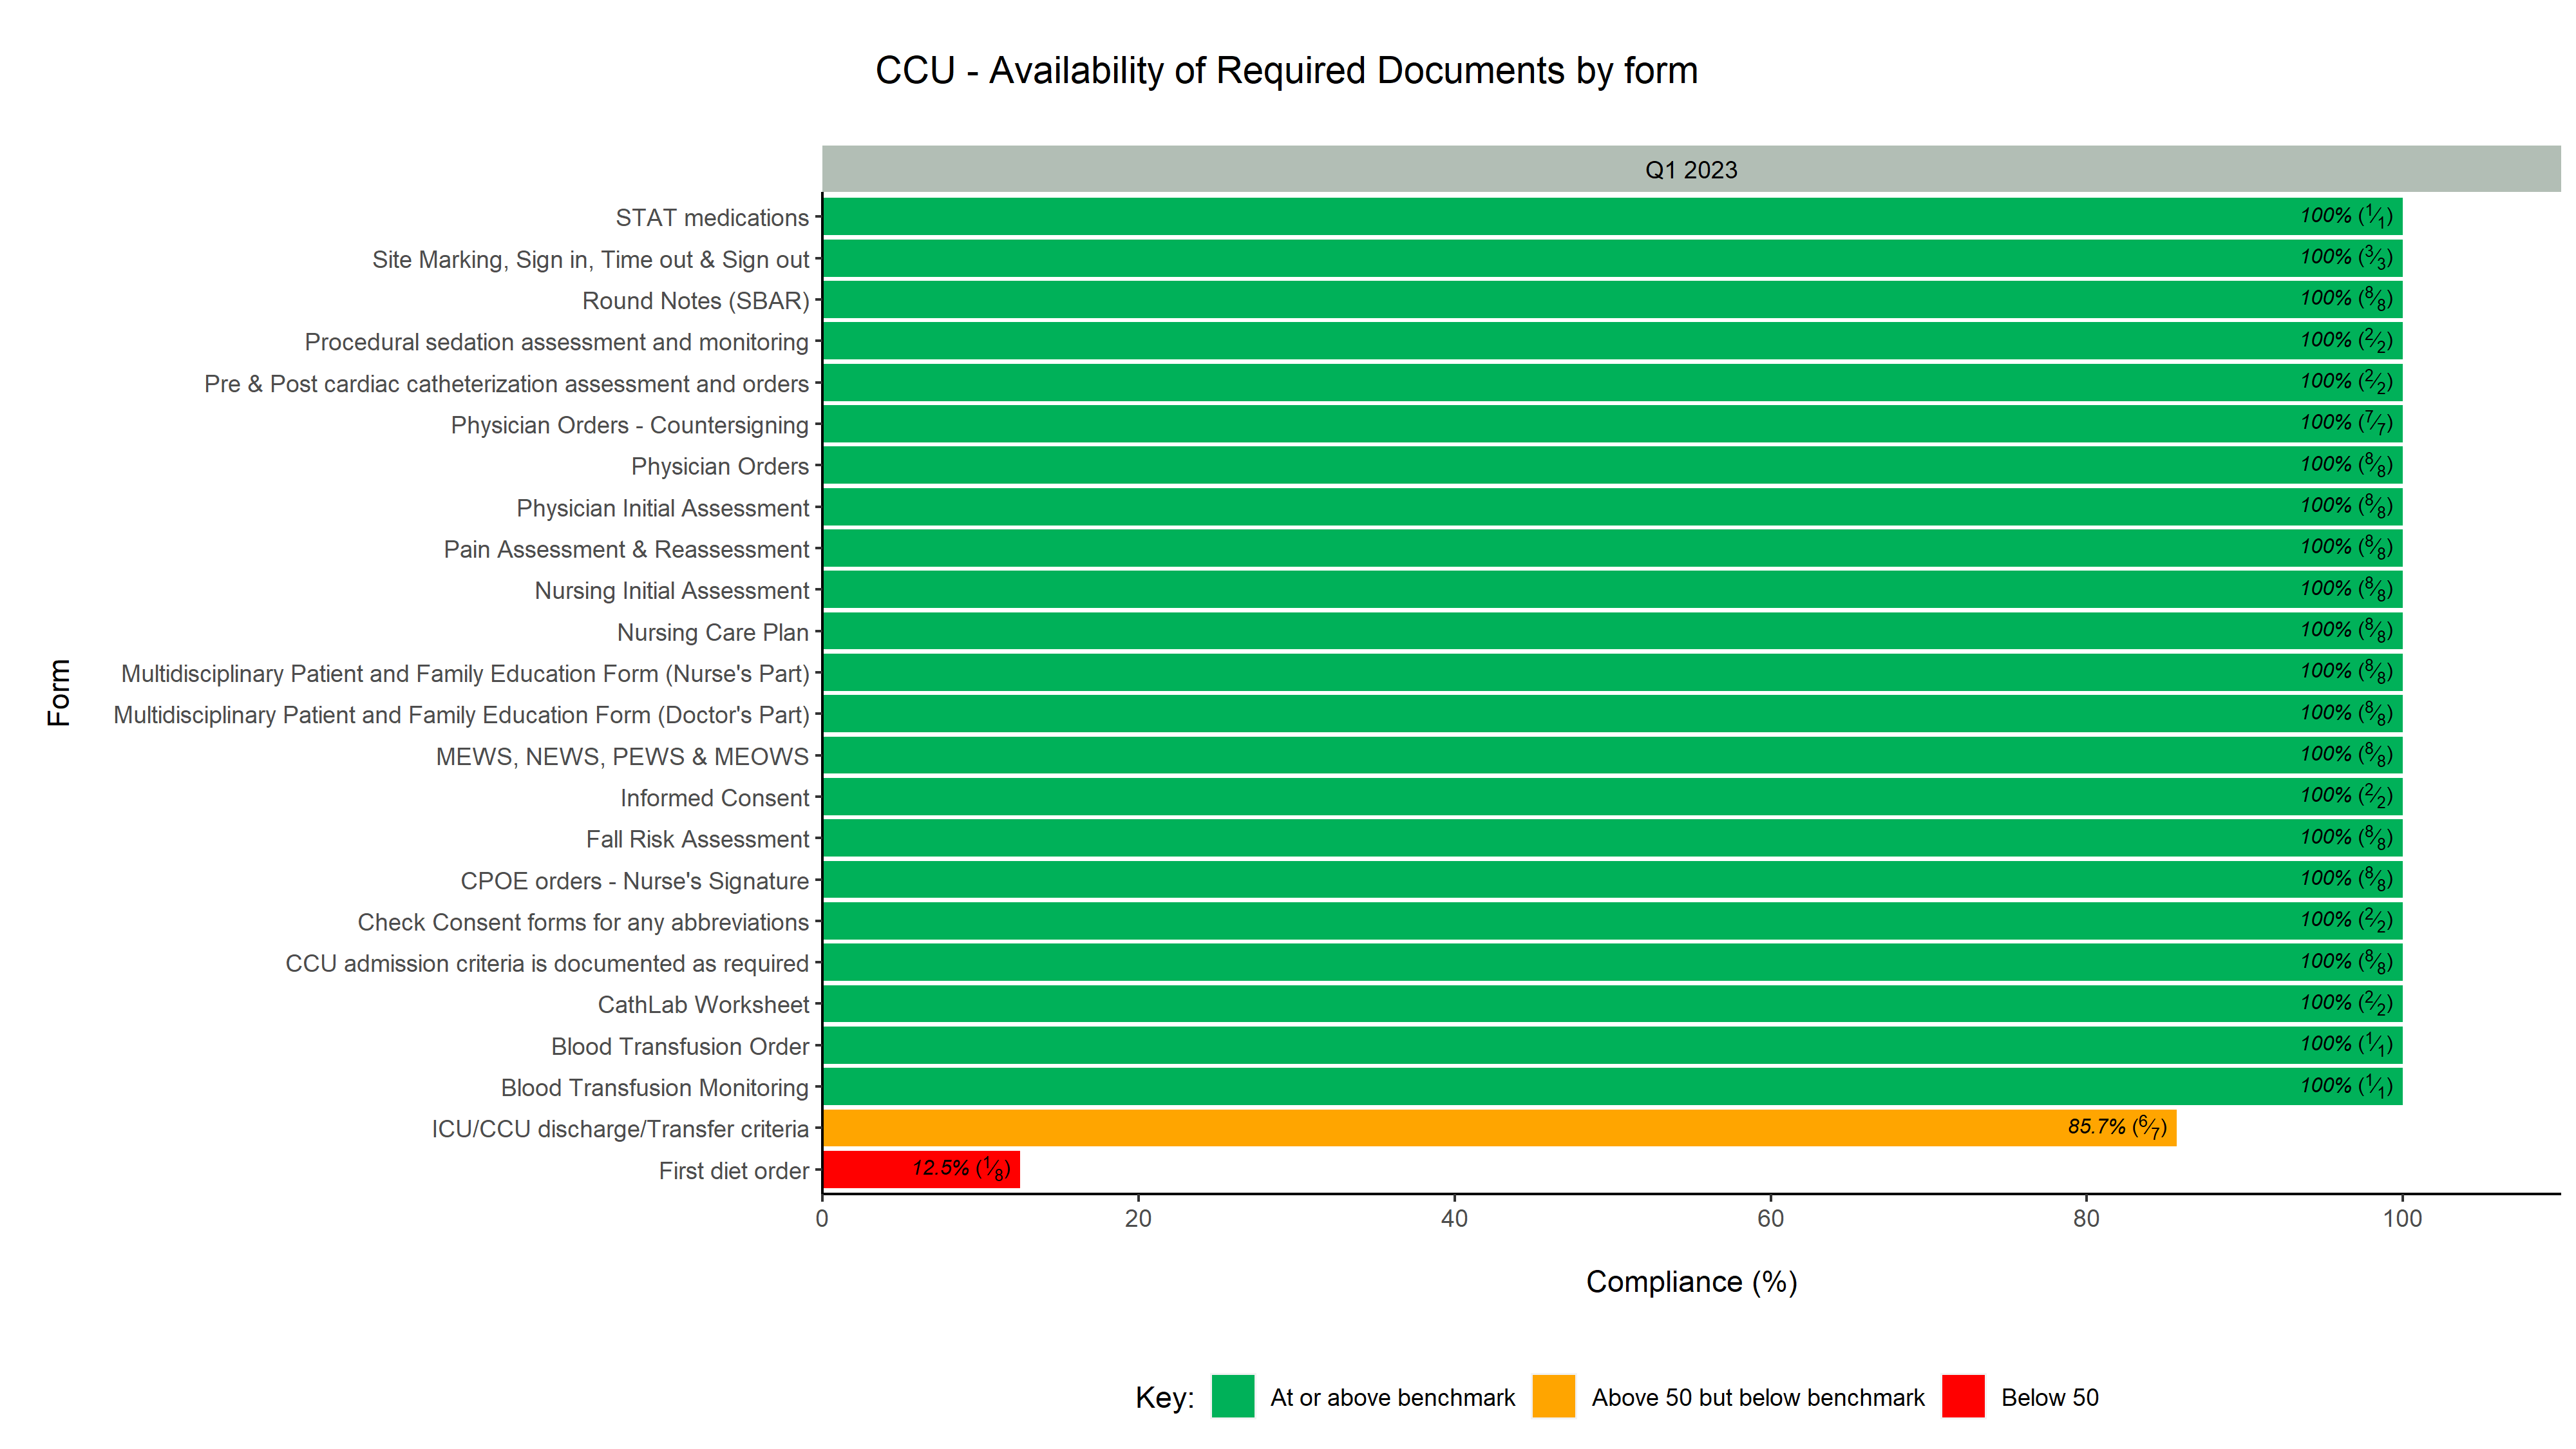 CCU - Availability of Required Documents by form
Q1 2023
STAT medications 100% (1⁄1)
Site Marking, Sign in, Time out & Sign out 100% (3⁄3)
Round Notes (SBAR) 100% (8⁄8)
Procedural sedation assessment and monitoring 100% (2⁄2)
Pre & Post cardiac catheterization assessment and orders 100% (2⁄2)
Physician Orders - Countersigning 100% (7⁄7)
Physician Orders 100% (8⁄8)
Physician Initial Assessment 100% (8⁄8)
Pain Assessment & Reassessment 100% (8⁄8)
Nursing Initial Assessment 100% (8⁄8)
Nursing Care Plan 100% (8⁄8)
Multidisciplinary Patient and Family Education Form (Nurse's Part) 100% (8⁄8)
Multidisciplinary Patient and Family Education Form (Doctor's Part) 100% (8⁄8)
MEWS, NEWS, PEWS & MEOWS 100% (8⁄8)
Informed Consent 100% (2⁄2)
Fall Risk Assessment 100% (8⁄8)
CPOE orders - Nurse's Signature 100% (8⁄8)
Check Consent forms for any abbreviations 100% (2⁄2)
CCU admission criteria is documented as required 100% (8⁄8)
CathLab Worksheet 100% (2⁄2)
Blood Transfusion Order 100% (1⁄1)
Blood Transfusion Monitoring 100% (1⁄1)
ICU/CCU discharge/Transfer criteria 85.7% (6⁄7)
First diet order 12.5% (1⁄8)
Form
0 20 40 60 80 100
Compliance (%)
Key: At or above benchmark Above 50 but below benchmark Below 50